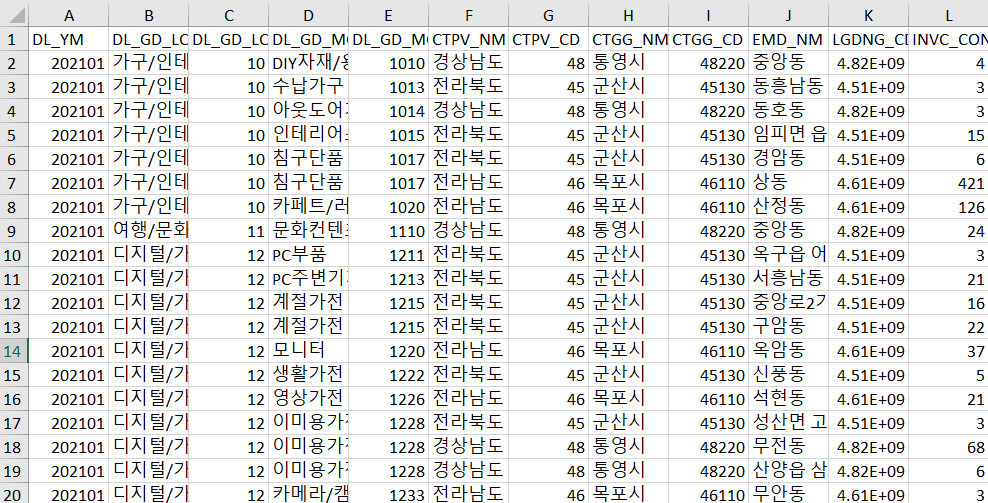 A B C D E F G H I J K L
1 DL_YM DL_GD_LC DL_GD_LC DL_GD_MC DL_GD_MC CTPV_NM CTPV_CD CTGG_NM CTGG_CD EMD_NM LGDNG_CD INVC_CON
2 202101 가구/인테 10 DIY자재/용 1010 경상남도 48 통영시 48220 중앙동 4.82E+09 4
3 202101 가구/인테 10 수납가구 1013 전라북도 45 군산시 45130 동흥남동 4.51E+09 3
4 202101 가구/인테 10 아웃도어가 1014 경상남도 48 통영시 48220 동호동 4.82E+09 3
5 202101 가구/인테 10 인테리어소 1015 전라북도 45 군산시 45130 임피면 읍 4.51E+09 15
6 202101 가구/인테 10 침구단품 1017 전라북도 45 군산시 45130 경암동 4.51E+09 6
7 202101 가구/인테 10 침구단품 1017 전라남도 46 목포시 46110 상동 4.61E+09 421
8 202101 가구/인테 10 카페트/러 1020 전라남도 46 목포시 46110 산정동 4.61E+09 126
9 202101 여행/문화 11 문화컨텐츠 1110 경상남도 48 통영시 48220 중앙동 4.82E+09 24
10 202101 디지털/가 12 PC부품 1211 전라북도 45 군산시 45130 옥구읍 어 4.51E+09 3
11 202101 디지털/가 12 PC주변기기 1213 전라북도 45 군산시 45130 서흥남동 4.51E+09 21
12 202101 디지털/가 12 계절가전 1215 전라북도 45 군산시 45130 중앙로2가 4.51E+09 16
13 202101 디지털/가 12 계절가전 1215 전라북도 45 군산시 45130 구암동 4.51E+09 22
14 202101 디지털/가 12 모니터 1220 전라남도 46 목포시 46110 옥암동 4.61E+09 37
15 202101 디지털/가 12 생활가전 1222 전라북도 45 군산시 45130 신풍동 4.51E+09 5
16 202101 디지털/가 12 영상가전 1226 전라남도 46 목포시 46110 석현동 4.61E+09 21
17 202101 디지털/가 12 이미용가전 1228 전라북도 45 군산시 45130 성산면 고 4.51E+09 3
18 202101 디지털/가 12 이미용가전 1228 경상남도 48 통영시 48220 무전동 4.82E+09 68
19 202101 디지털/가 12 이미용가전 1228 경상남도 48 통영시 48220 산양읍 삼 4.82E+09 6
20 202101 디지털/가 12 카메라/캠 1233 전라남도 46 목포시 46110 무안동 4.61E+09 3